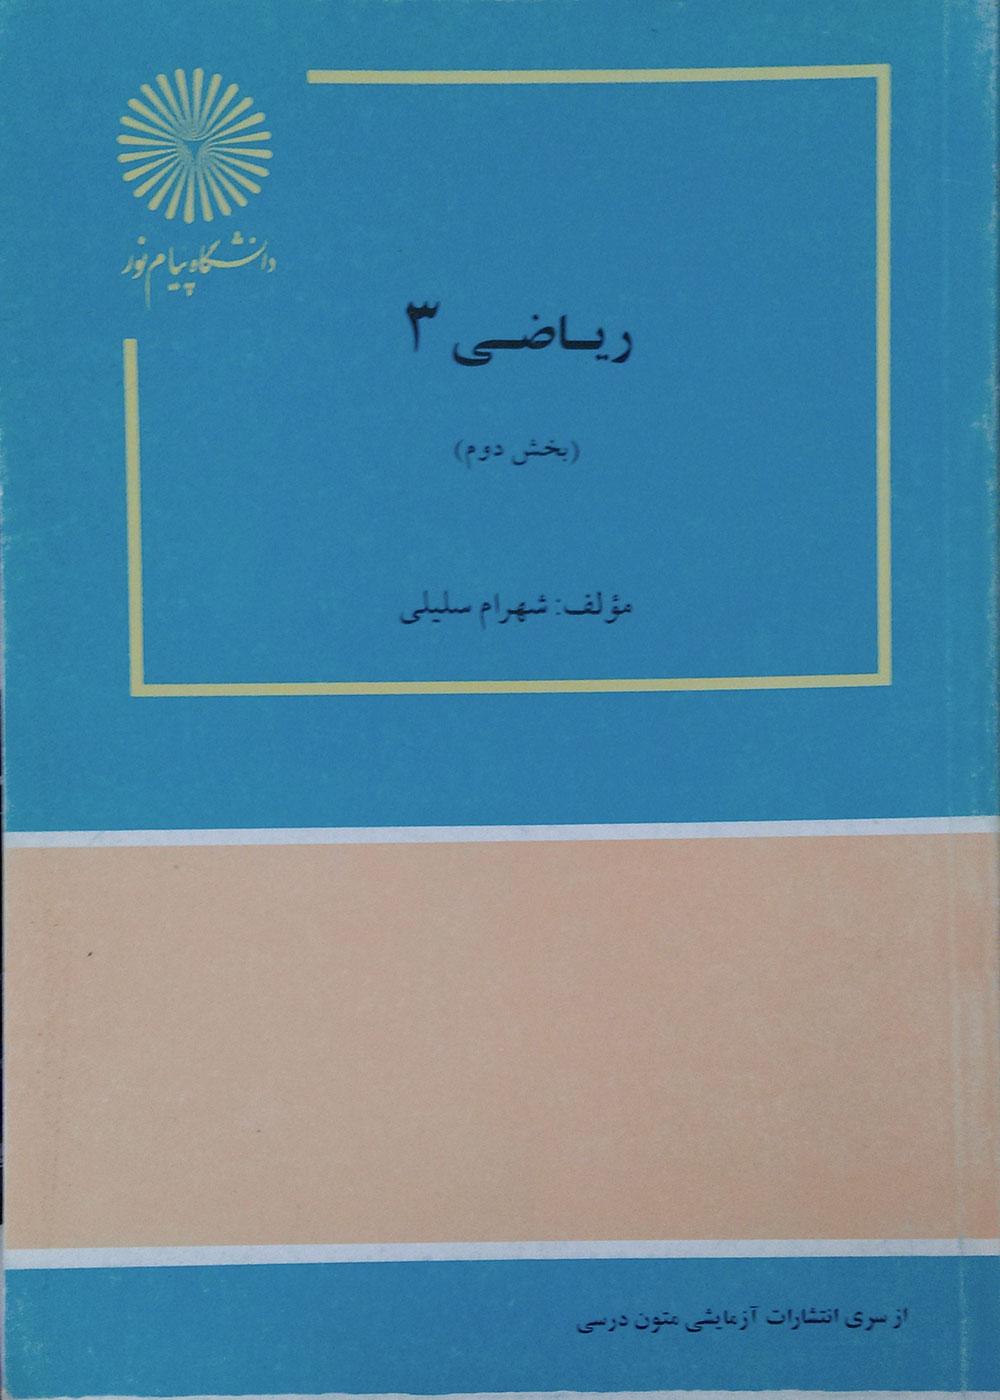 دانشگاه پیام نور
ریاضی ۳
(بخش دوم)
مؤلف: شهرام سلیلی
از سری انتشارات آزمایشی متون درسی